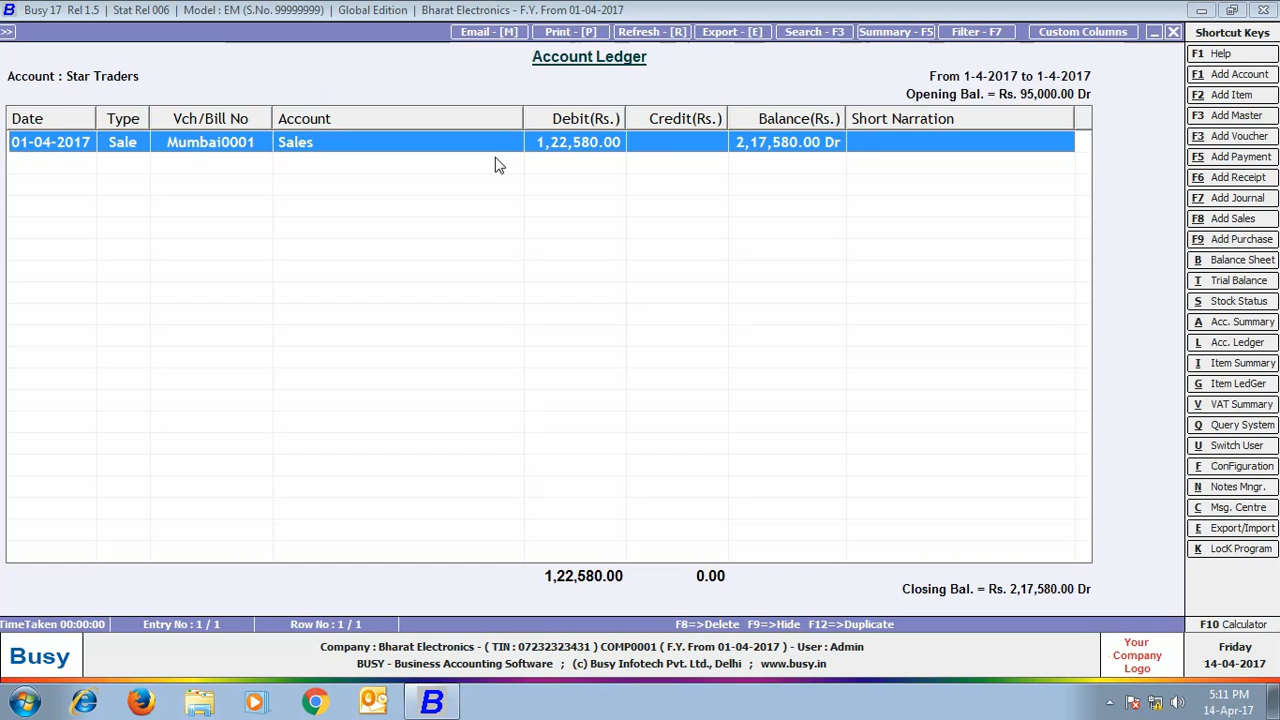 B Busy 17 Rel 1.5 | Stat Rel 006 | Model : EM (S.No. 99999999) | Global Edition | Bharat Electronics - F.Y. From 01-04-2017
>> Email - [M] Print - [P] Refresh - [R] Export - [E] Search - F3 Summary - F5 Filter - F7 Custom Columns
Account Ledger
Account : Star Traders From 1-4-2017 to 1-4-2017
Opening Bal. = Rs. 95,000.00 Dr
Date Type Vch/Bill No Account Debit(Rs.) Credit(Rs.) Balance(Rs.) Short Narration
01-04-2017 Sale Mumbai0001 Sales 1,22,580.00 2,17,580.00 Dr
1,22,580.00 0.00
Closing Bal. = Rs. 2,17,580.00 Dr
TimeTaken 00:00:00 Entry No : 1 / 1 Row No : 1 / 1 F8=>Delete F9=>Hide F12=>Duplicate
Shortcut Keys
F1 Help
F1 Add Account
F2 Add Item
F3 Add Master
F3 Add Voucher
F5 Add Payment
F6 Add Receipt
F7 Add Journal
F8 Add Sales
F9 Add Purchase
B Balance Sheet
T Trial Balance
S Stock Status
A Acc. Summary
L Acc. Ledger
I Item Summary
G Item LedGer
V VAT Summary
Q Query System
U Switch User
F ConFiguration
N Notes Mngr.
C Msg. Centre
E Export/Import
K LocK Program
F10 Calculator
Busy
Company : Bharat Electronics - ( TIN : 07232323431 ) COMP0001 ( F.Y. From 01-04-2017 ) - User : Admin
BUSY - Business Accounting Software ; (c) Busy Infotech Pvt. Ltd., Delhi ; www.busy.in
Your
Company
Logo
Friday
14-04-2017
B
5:11 PM
14-Apr-17